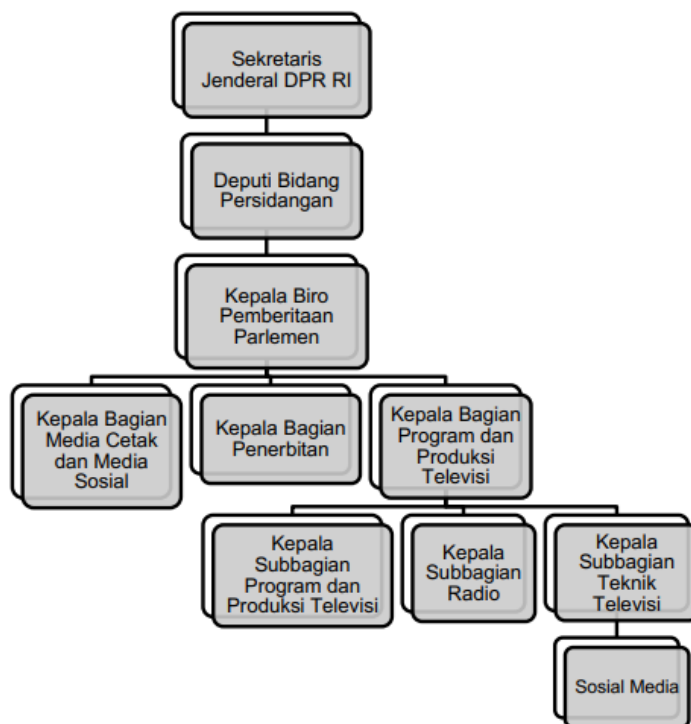 Sekretaris
Jenderal DPR RI
Deputi Bidang
Persidangan
Kepala Biro
Pemberitaan
Parlemen
Kepala Bagian
Media Cetak
dan Media
Sosial
Kepala Bagian
Penerbitan
Kepala Bagian
Program dan
Produksi
Televisi
Kepala
Subbagian
Program dan
Produksi Televisi
Kepala
Subbagian
Radio
Kepala
Subbagian
Teknik
Televisi
Sosial Media